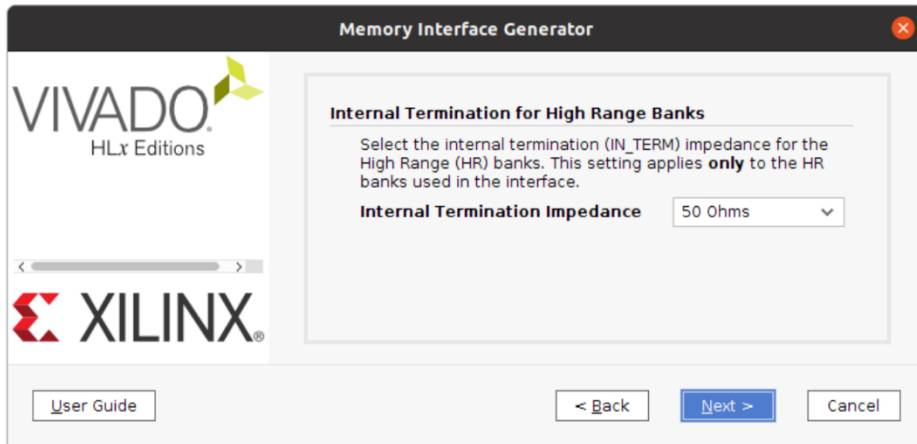 Memory Interface Generator
VIVADO.
HLx Editions
XILINX®
Internal Termination for High Range Banks
Select the internal termination (IN_TERM) impedance for the
High Range (HR) banks. This setting applies only to the HR
banks used in the interface.
Internal Termination Impedance 50 Ohms
User Guide < Back Next > Cancel